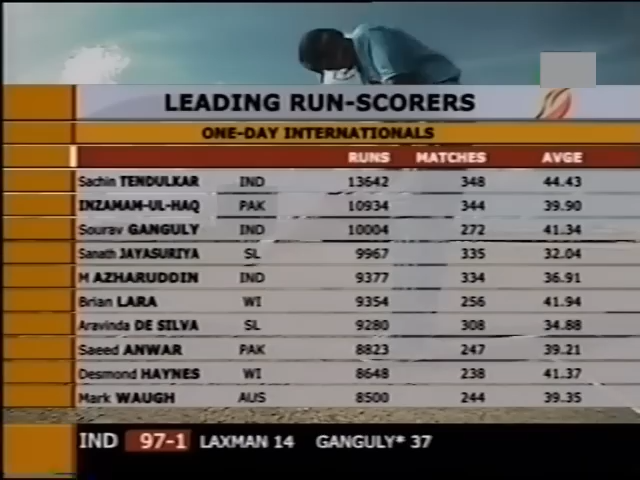 LEADING RUN-SCORERS
ONE-DAY INTERNATIONALS
RUNS MATCHES AVGE
Sachin TENDULKAR IND 13642 348 44.43
INZAMAM-UL-HAQ PAK 10934 344 39.90
Sourav GANGULY IND 10004 272 41.34
Sanath JAYASURIYA SL 9967 335 32.04
M AZHARUDDIN IND 9377 334 36.91
Brian LARA WI 9354 256 41.94
Aravinda DE SILVA SL 9280 308 34.88
Saeed ANWAR PAK 8823 247 39.21
Desmond HAYNES WI 8648 238 41.37
Mark WAUGH AUS 8500 244 39.35
IND 97-1 LAXMAN 14 GANGULY* 37